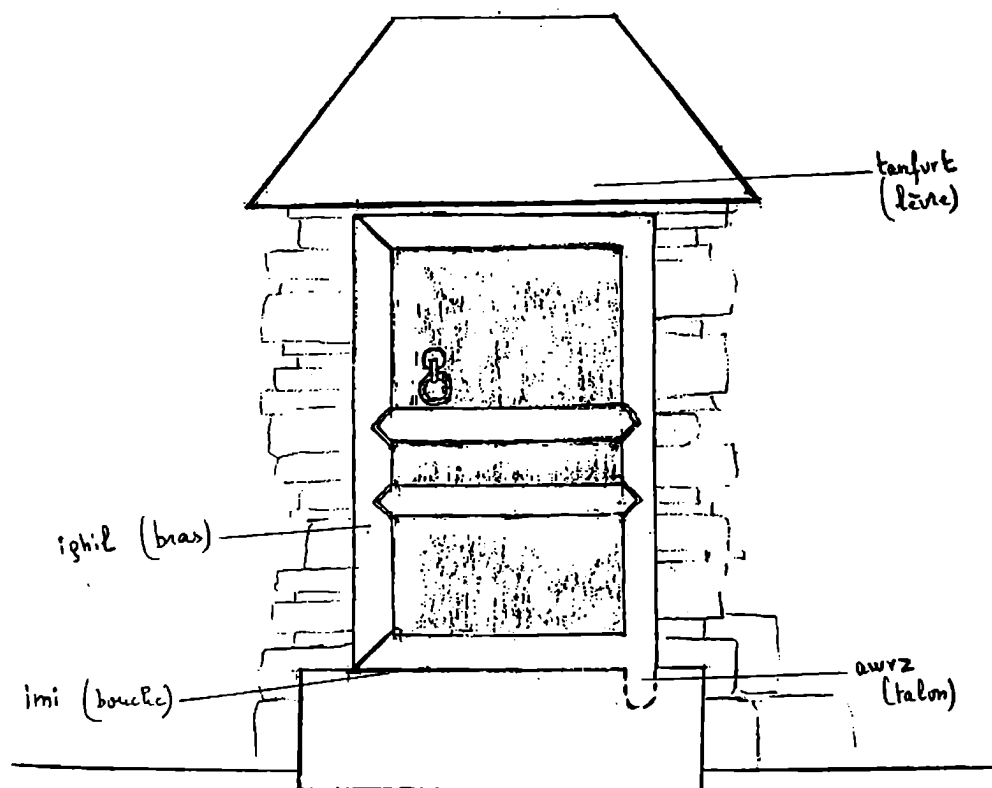 tanfurt
(lèvre)
ighil (bras)
imi (bouche)
awrz
(talon)